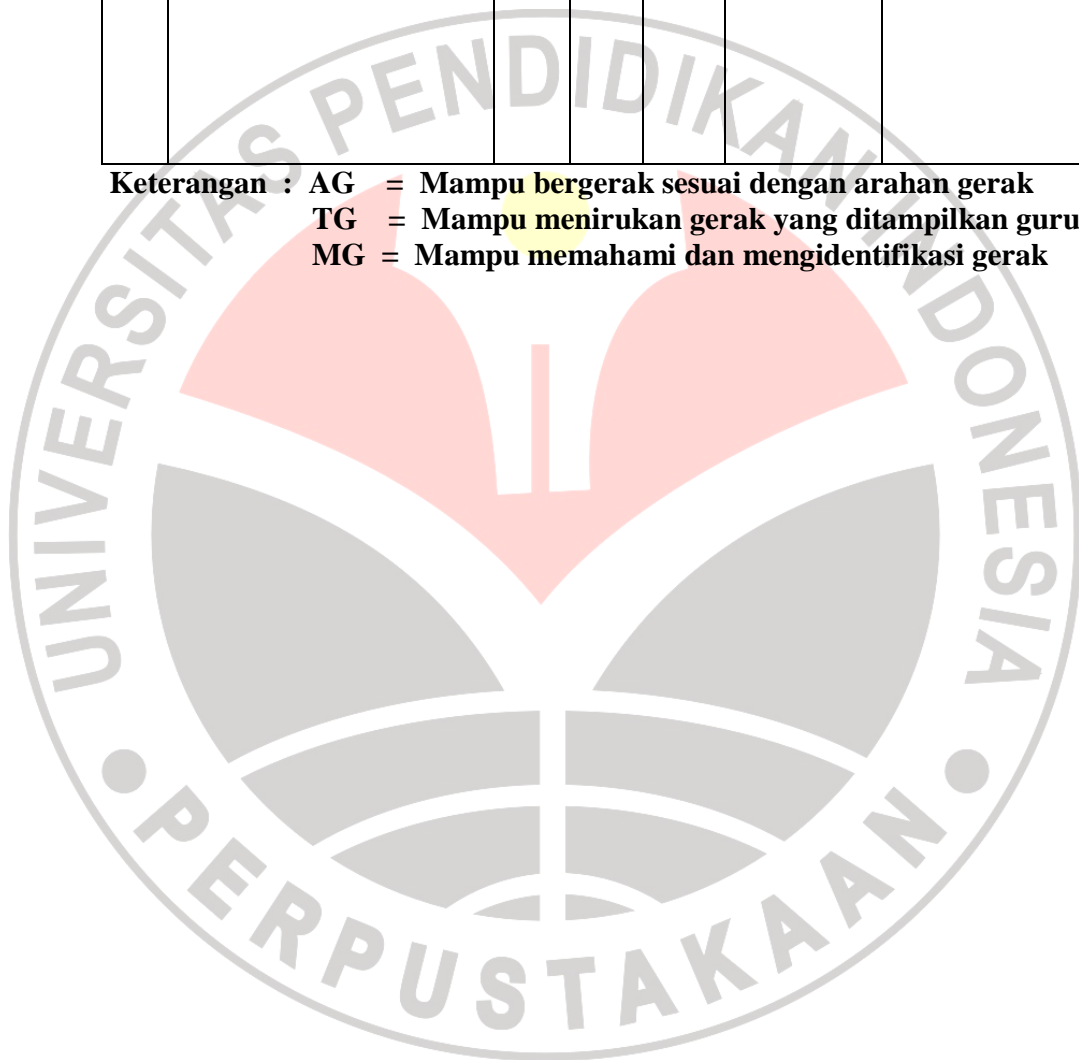 Keterangan : AG = Mampu bergerak sesuai dengan arahan gerak
TG = Mampu menirukan gerak yang ditampilkan guru
MG = Mampu memahami dan mengidentifikasi gerak
UNIVERSITAS PENDIDIKAN INDONESIA
PERPUSTAKAAN